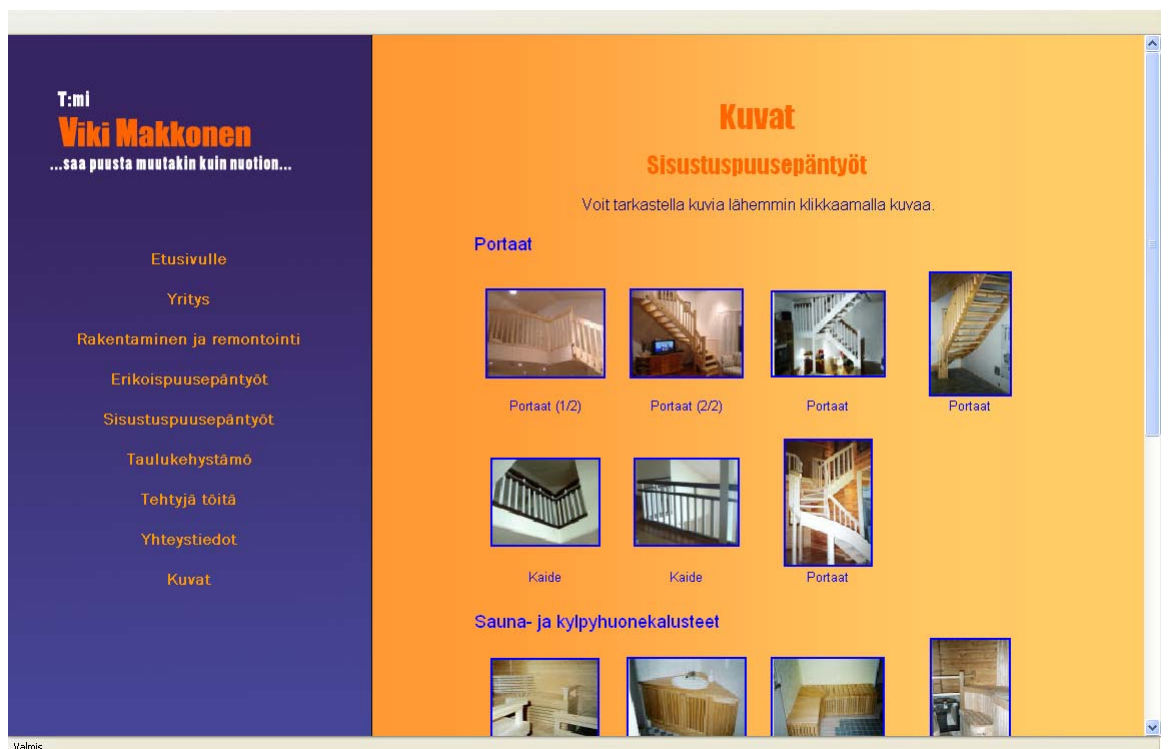 T:mi
Viki Makkonen
...saa puusta muutakin kuin nuotion...
Etusivulle
Yritys
Rakentaminen ja remontointi
Erikoispuusepäntyöt
Sisustuspuusepäntyöt
Taulukehystämö
Tehtyjä töitä
Yhteystiedot
Kuvat
Kuvat
Sisustuspuusepäntyöt
Voit tarkastella kuvia lähemmin klikkaamalla kuvaa.
Portaat
Portaat (1/2) Portaat (2/2) Portaat Portaat
Kaide Kaide Portaat
Sauna- ja kylpyhuonekalusteet
Valmis